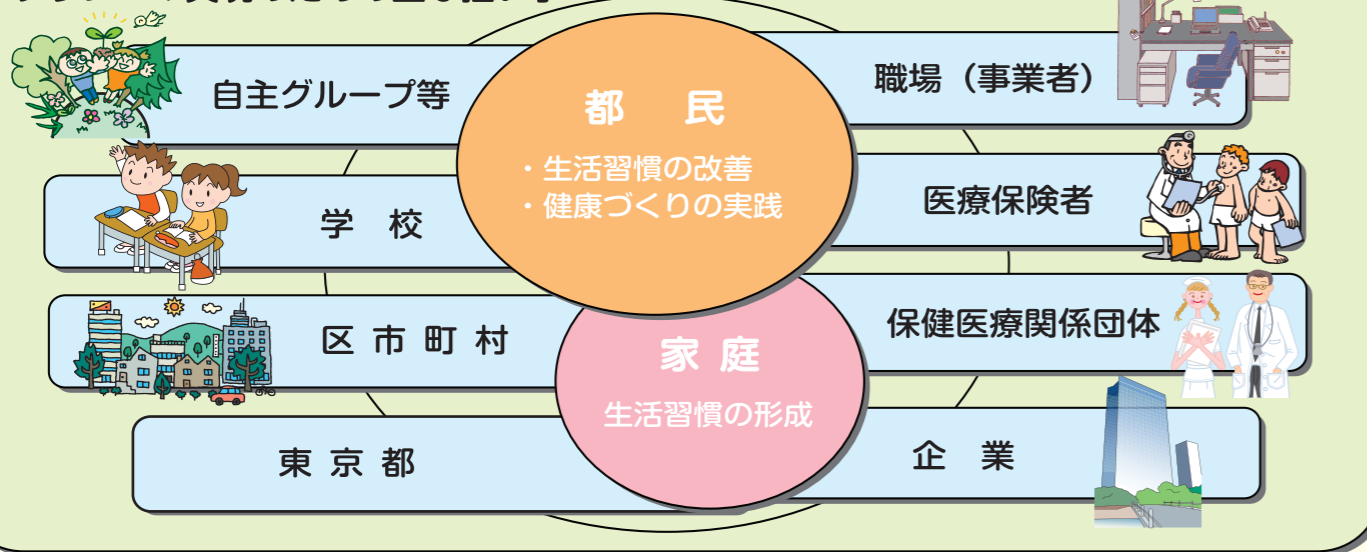 自主グループ等
学 校
区 市 町 村
東 京 都
都 民
・生活習慣の改善
・健康づくりの実践
家 庭
生活習慣の形成
職場（事業者）
医療保険者
保健医療関係団体
企 業